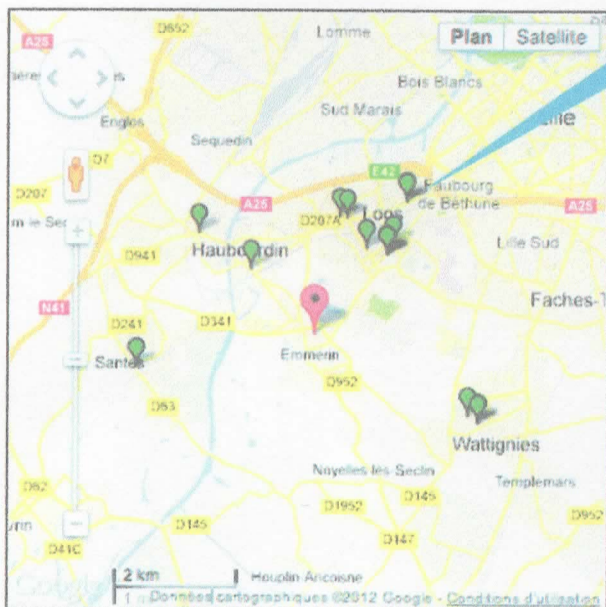 D652
Lomme
A25
Plan
Satellite
Bois Blancs
Sud Marais
Englos
Sequedin
E42
D7
Faubourg
de Béthune
D207
A25
D207A
Loos
A25
D941
Haubourdin
Lille Sud
N41
Faches-T
D241
D341
Santes
Emmerin
D952
D63
Wattignies
Noyelles-lès-Seclin
Templemars
D62
D145
D1952
D952
D145
D147
D41C
2 km
Houplin-Ancoisne
Google
Données cartographiques ©2012 Google - Conditions d'utilisation